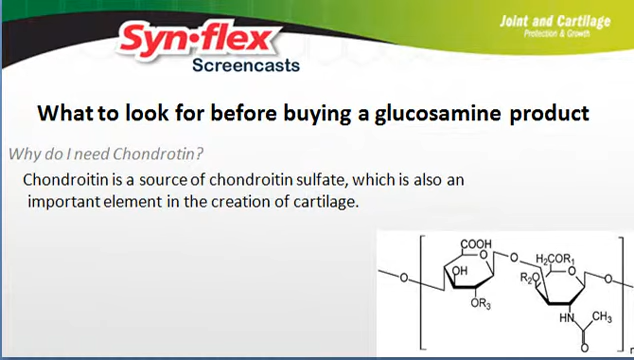 Syn•flex
Screencasts
Joint and Cartilage
Protection & Growth
What to look for before buying a glucosamine product
Why do I need Chondrotin?
Chondroitin is a source of chondroitin sulfate, which is also an
important element in the creation of cartilage.
COOH
O
O
H₂COR₁
O
O
OH
R₂O
O
OR₃
HN
CH₃
O
n